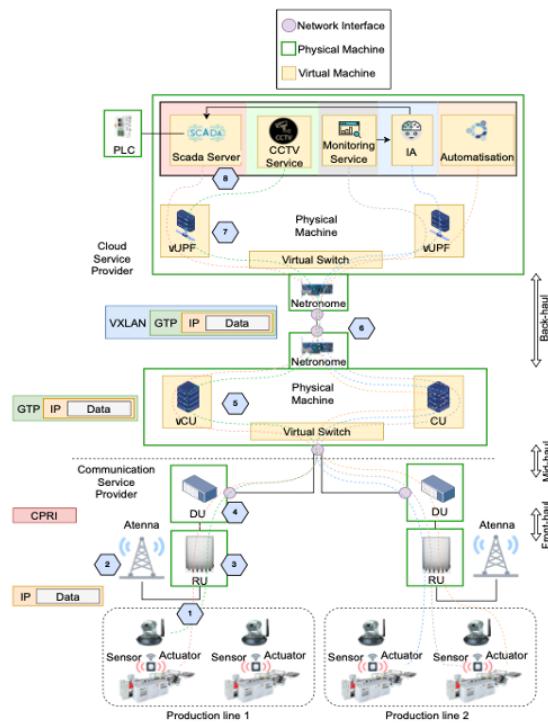 Network Interface
Physical Machine
Virtual Machine
PLC
SCADA
Scada Server
CCTV
CCTV
Service
Monitoring
Service
IA
Automatisation
8
vUPF
7
Physical
Machine
vUPF
Cloud Service
Provider
Virtual Switch
Netronome
VXLAN
GTP
IP
Data
6
Back-haul
Netronome
GTP
IP
Data
vCU
5
Physical
Machine
CU
Virtual Switch
Mid-haul
Communication
Service
Provider
CPRI
DU
4
DU
Front-haul
Atenna
2
RU
3
RU
Atenna
IP
Data
1
Sensor
Actuator
Sensor
Actuator
Sensor
Actuator
Sensor
Actuator
Production line 1
Production line 2